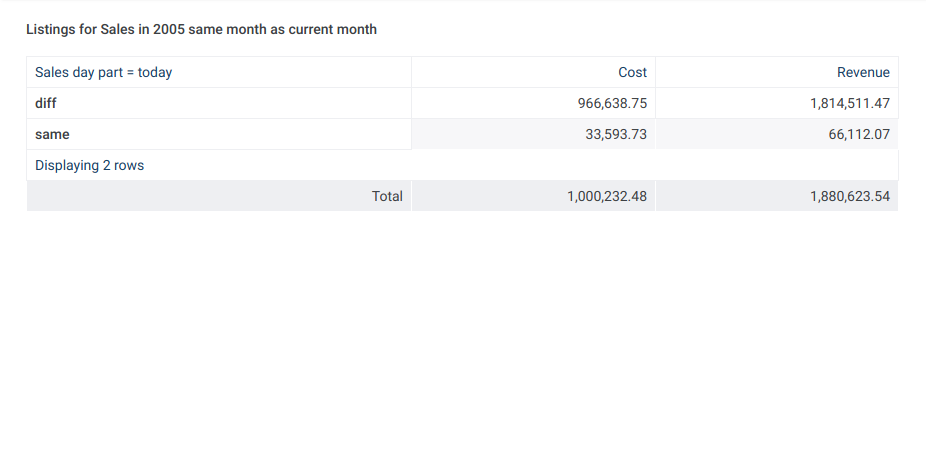 Listings for Sales in 2005 same month as current month
Sales day part = today Cost Revenue
diff 966,638.75 1,814,511.47
same 33,593.73 66,112.07
Displaying 2 rows
Total 1,000,232.48 1,880,623.54